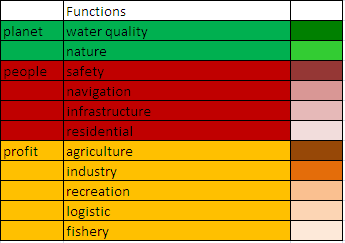 Functions
planet water quality
nature
people safety
navigation
infrastructure
residential
profit agriculture
industry
recreation
logistic
fishery